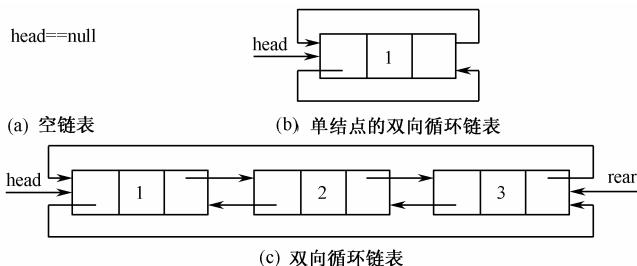 head==null
head
1
(a) 空链表
(b) 单结点的双向循环链表
head
1
2
3
rear
(c) 双向循环链表